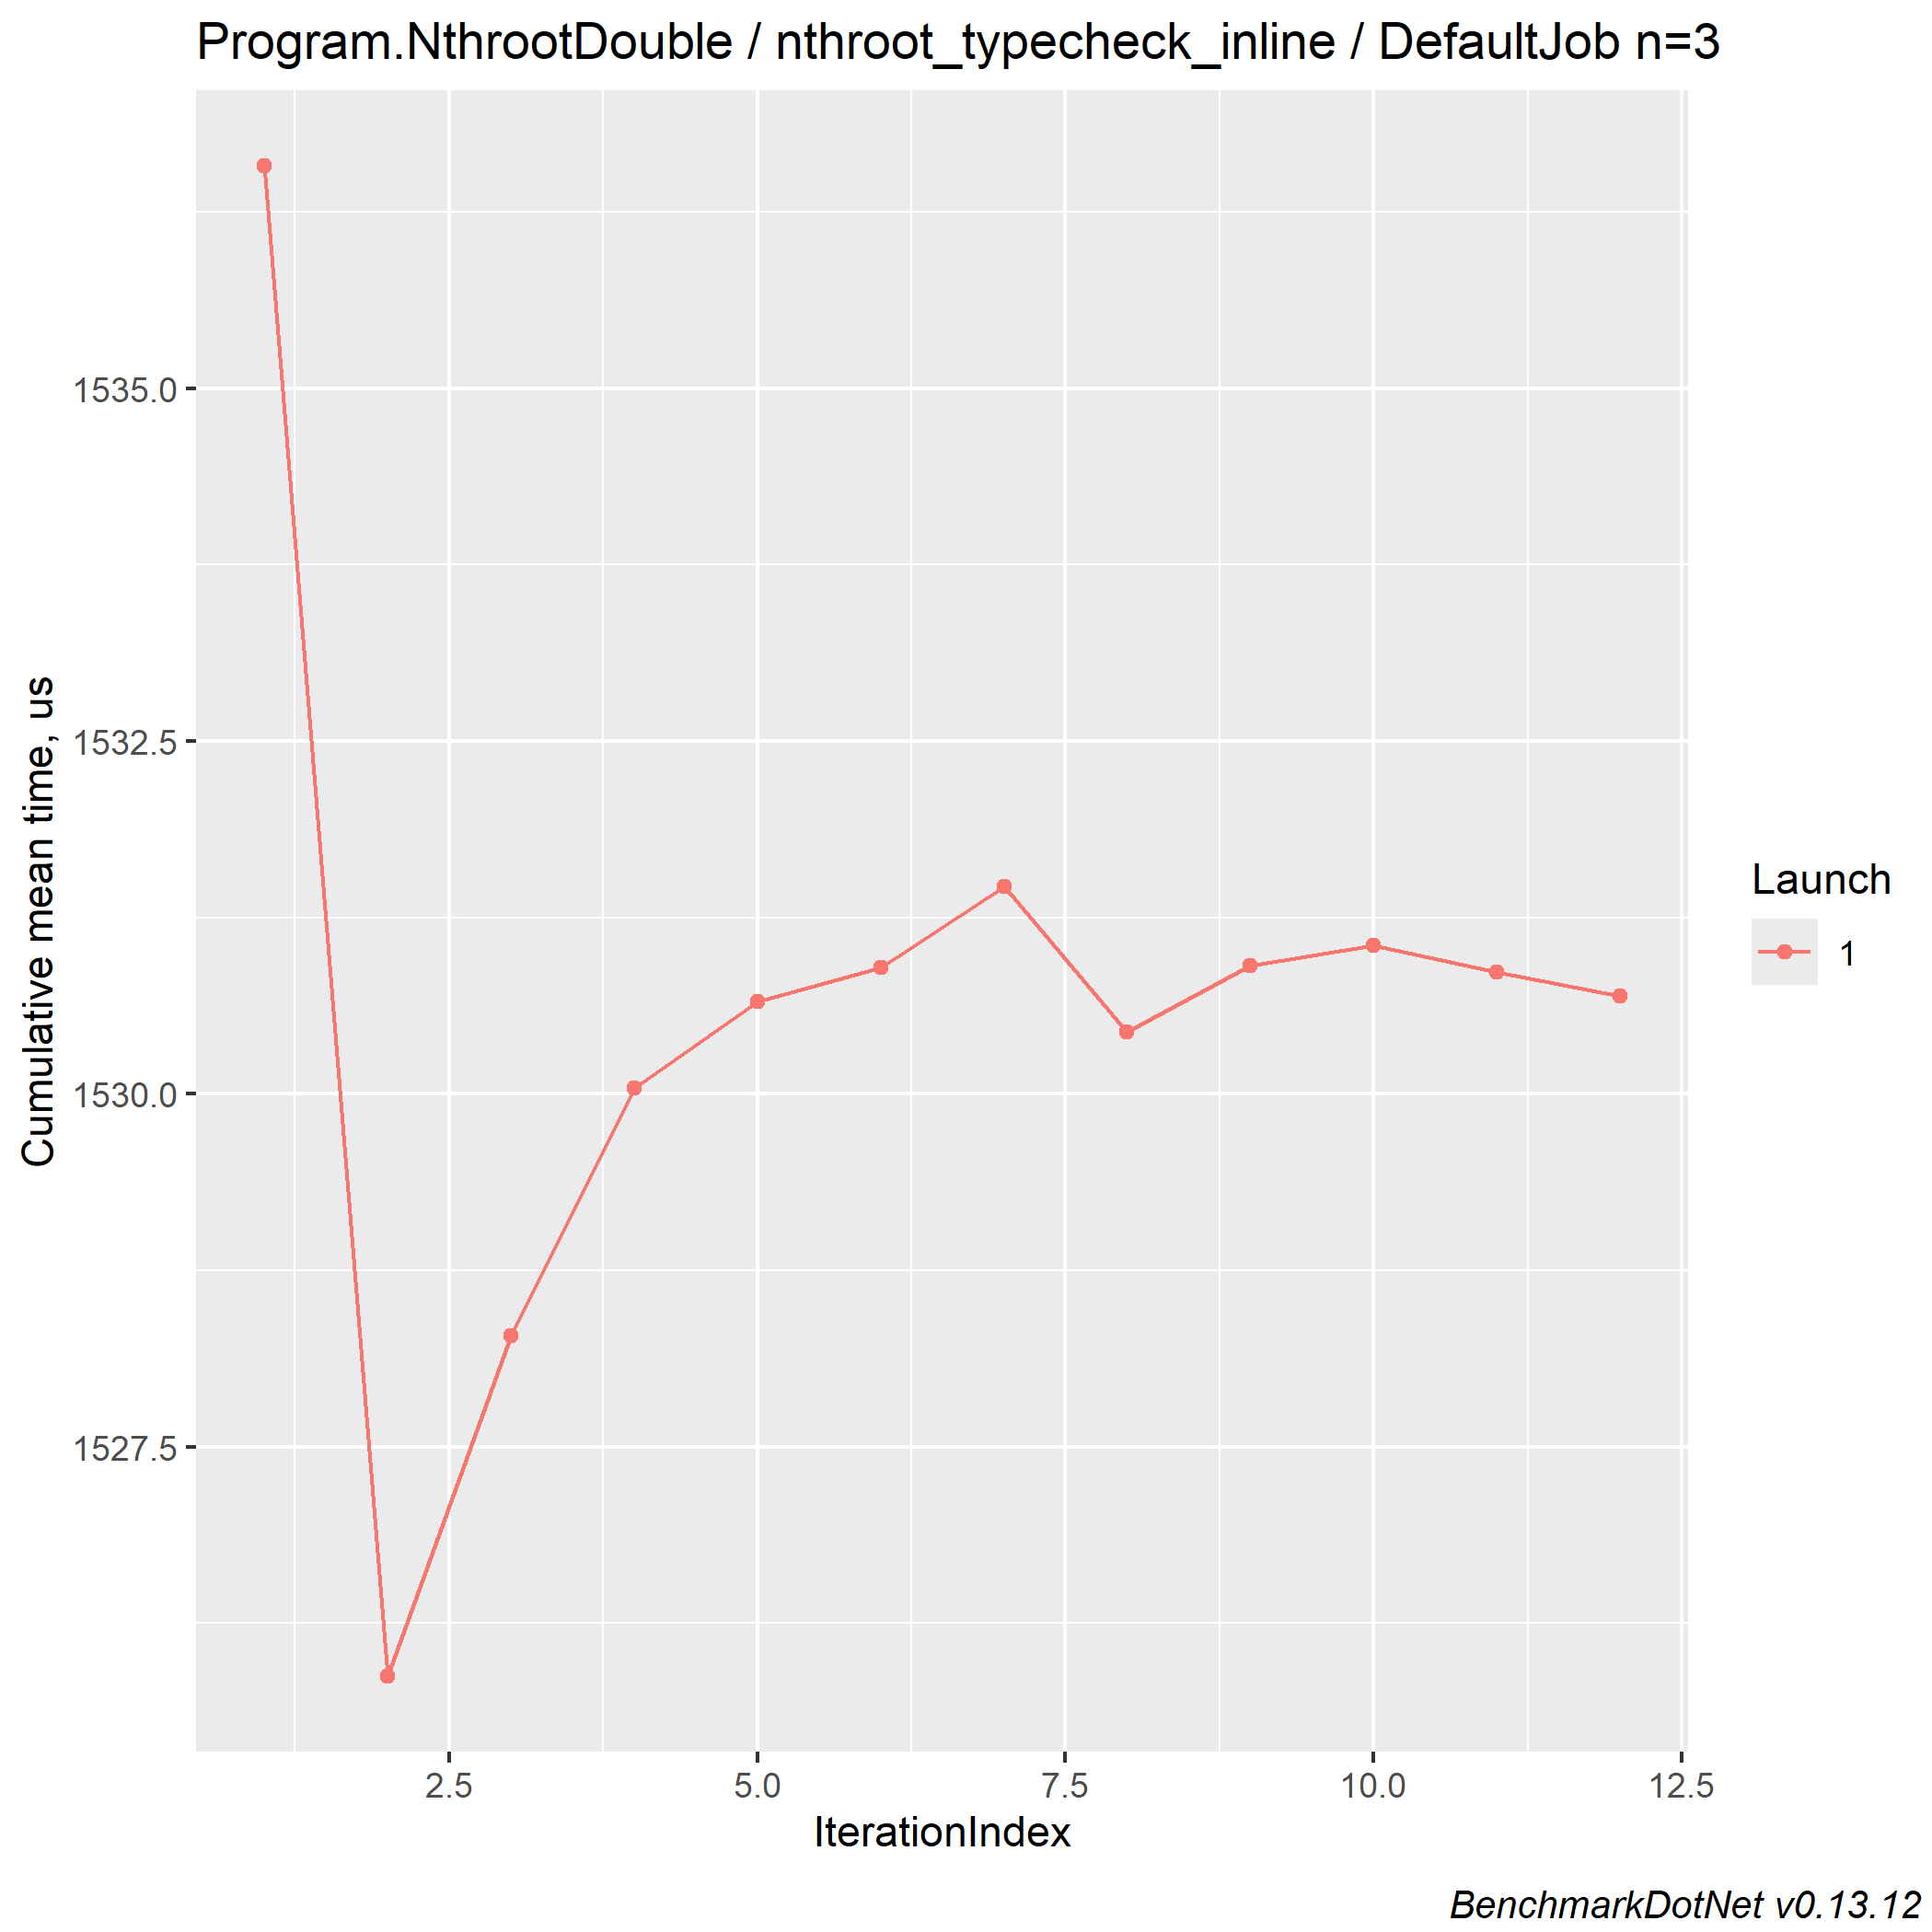 Program.NthrootDouble / nthroot_typecheck_inline / DefaultJob n=3
Cumulative mean time, us
1535.0
1532.5
1530.0
1527.5
2.5 5.0 7.5 10.0 12.5
IterationIndex
Launch
1
BenchmarkDotNet v0.13.12